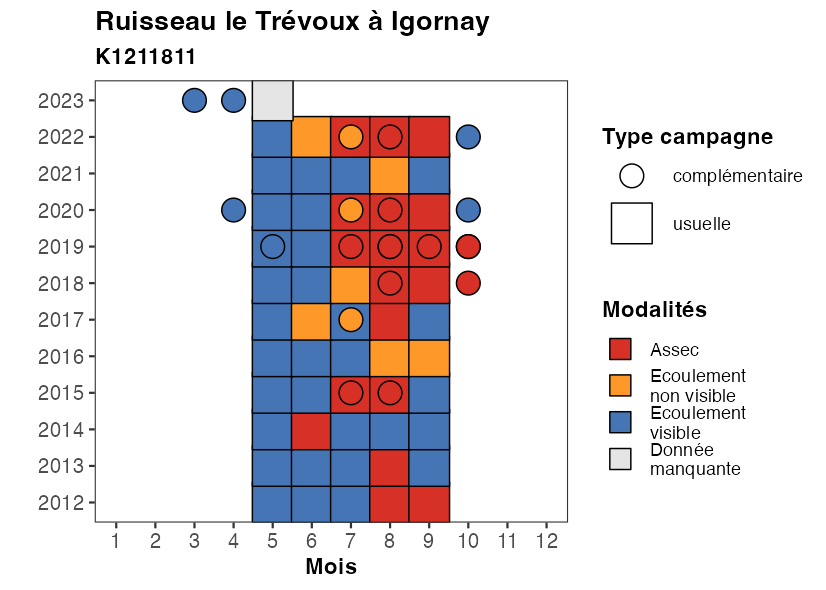 Ruisseau le Trévoux à Igornay
K1211811
2023
2022
2021
2020
2019
2018
2017
2016
2015
2014
2013
2012
1 2 3 4 5 6 7 8 9 10 11 12
Mois
Type campagne
complémentaire
usuelle
Modalités
Assec
Ecoulement
non visible
Ecoulement
visible
Donnée
manquante